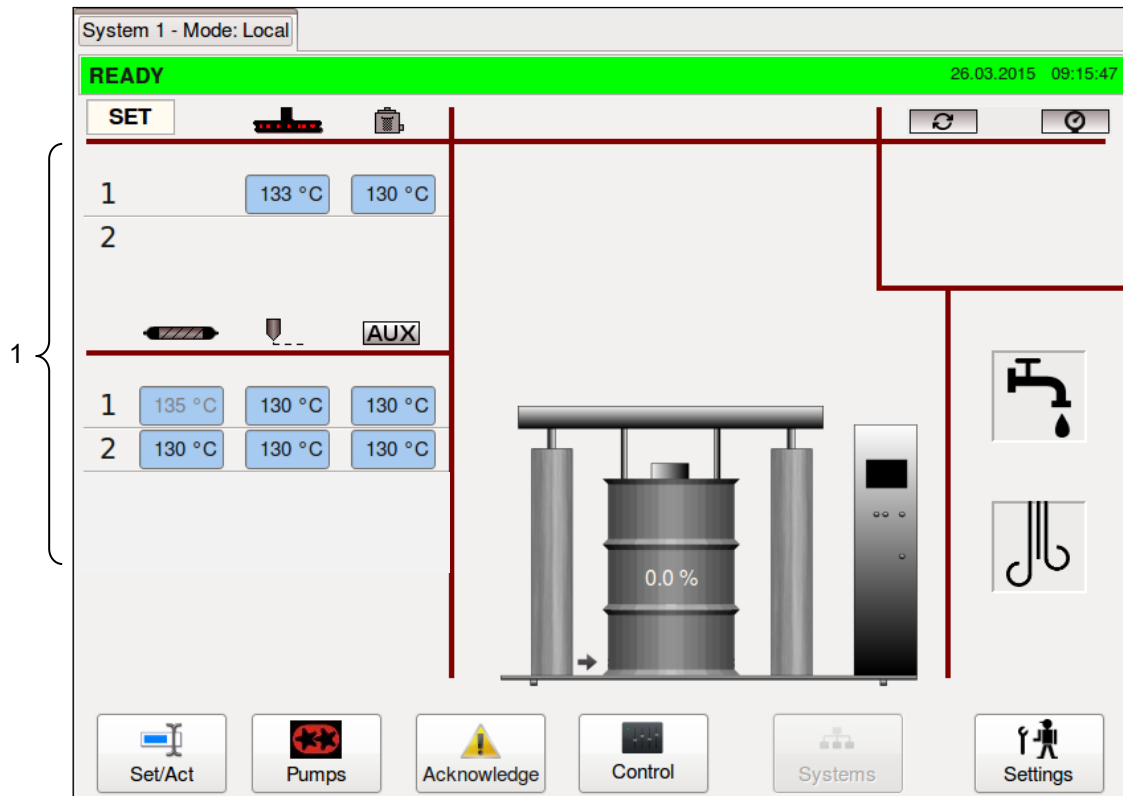 System 1 - Mode: Local
READY 26.03.2015 09:15:47
SET
1 133 °C 130 °C
2
AUX
1
1 135 °C 130 °C 130 °C
2 130 °C 130 °C 130 °C
0.0 %
Set/Act Pumps Acknowledge Control Systems Settings